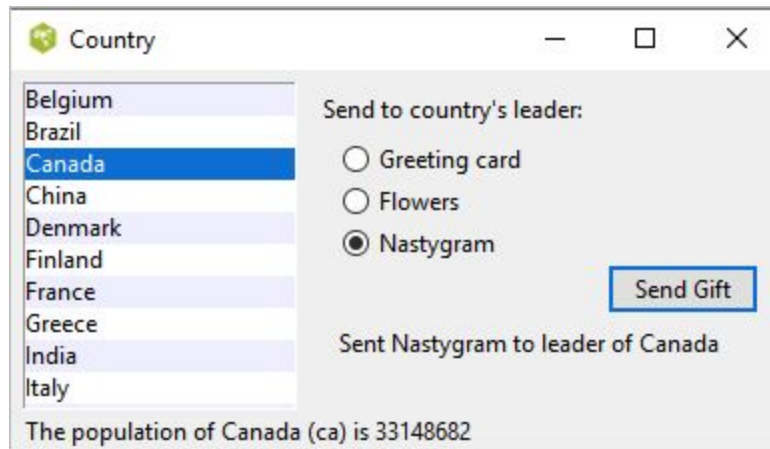 Country
Belgium
Brazil
Canada
China
Denmark
Finland
France
Greece
India
Italy
Send to country's leader:
Greeting card
Flowers
Nastygram
Send Gift
Sent Nastygram to leader of Canada
The population of Canada (ca) is 33148682